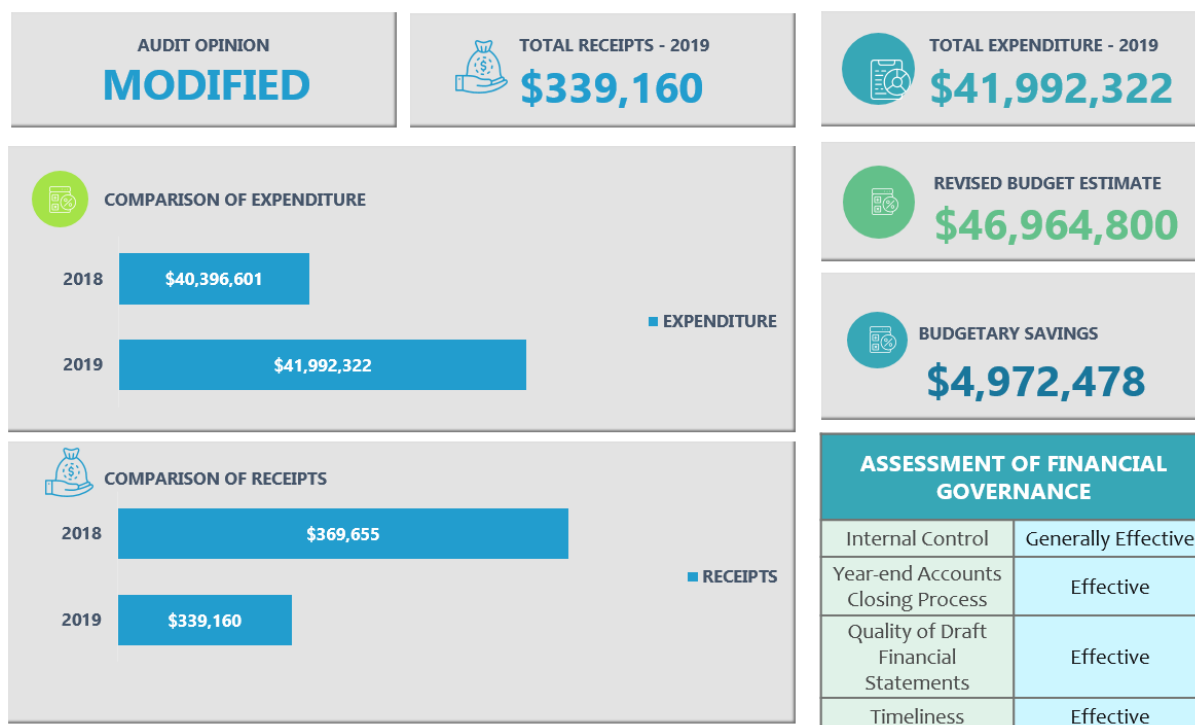 AUDIT OPINION
MODIFIED
TOTAL RECEIPTS - 2019
$339,160
TOTAL EXPENDITURE - 2019
$41,992,322
COMPARISON OF EXPENDITURE
2018
$40,396,601
EXPENDITURE
2019
$41,992,322
REVISED BUDGET ESTIMATE
$46,964,800
BUDGETARY SAVINGS
$4,972,478
COMPARISON OF RECEIPTS
2018
$369,655
RECEIPTS
2019
$339,160
ASSESSMENT OF FINANCIAL
GOVERNANCE
Internal Control
Generally Effective
Year-end Accounts
Closing Process
Effective
Quality of Draft
Financial
Statements
Effective
Timeliness
Effective